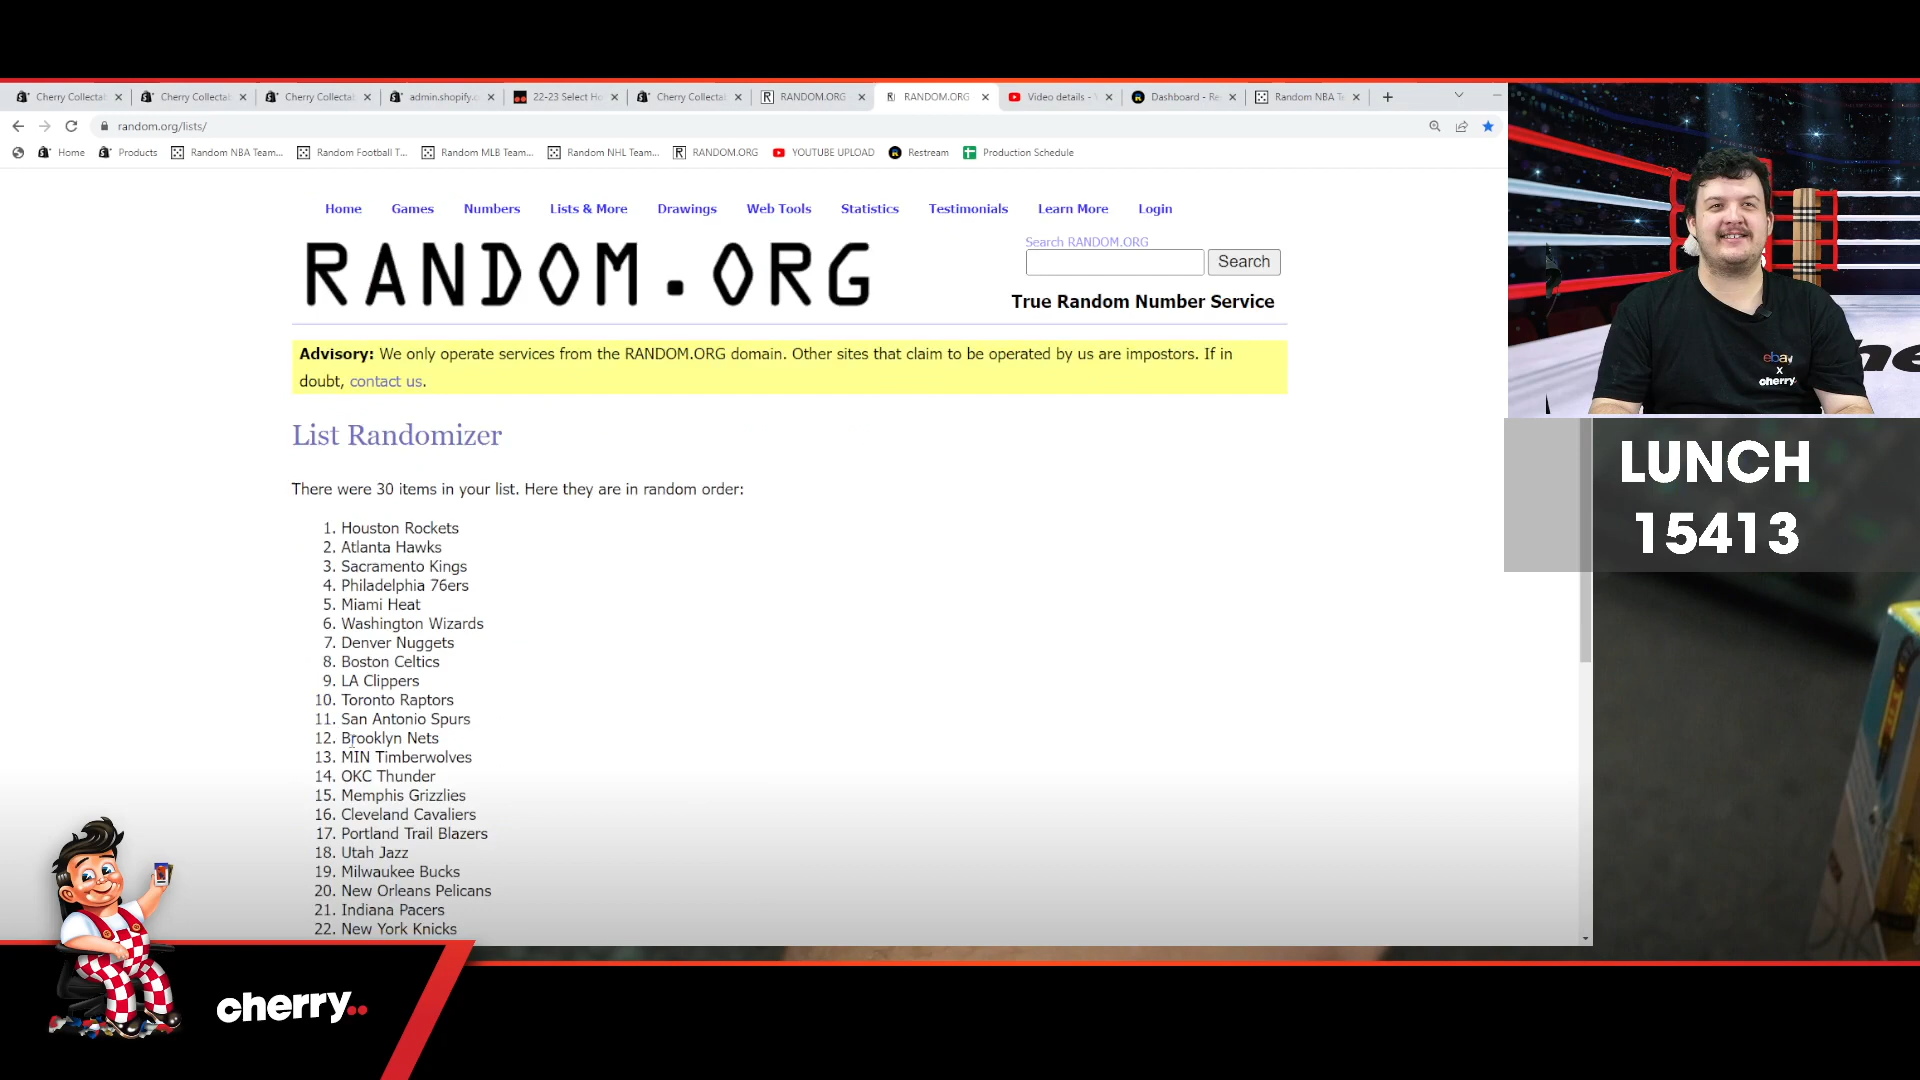 Cherry Collecta
Cherry Collecta
Cherry Collecta
admin.shopify.c
22-23 Select Ho
Cherry Collecta
RANDOM.ORG
RANDOM.ORG
Video details -
Dashboard - Re
Random NBA Te
random.org/lists/
Home
Products
Random NBA Team...
Random Football T...
Random MLB Team...
Random NHL Team...
RANDOM.ORG
YOUTUBE UPLOAD
Restream
Production Schedule
Home Games Numbers Lists & More Drawings Web Tools Statistics Testimonials Learn More Login
RANDOM.ORG
Search RANDOM.ORG
Search
True Random Number Service
Advisory: We only operate services from the RANDOM.ORG domain. Other sites that claim to be operated by us are impostors. If in
doubt, contact us.
List Randomizer
There were 30 items in your list. Here they are in random order:
1. Houston Rockets
2. Atlanta Hawks
3. Sacramento Kings
4. Philadelphia 76ers
5. Miami Heat
6. Washington Wizards
7. Denver Nuggets
8. Boston Celtics
9. LA Clippers
10. Toronto Raptors
11. San Antonio Spurs
12. Brooklyn Nets
13. MIN Timberwolves
14. OKC Thunder
15. Memphis Grizzlies
16. Cleveland Cavaliers
17. Portland Trail Blazers
18. Utah Jazz
19. Milwaukee Bucks
20. New Orleans Pelicans
21. Indiana Pacers
22. New York Knicks
ebay
x
cherry
LUNCH
15413
cherry..